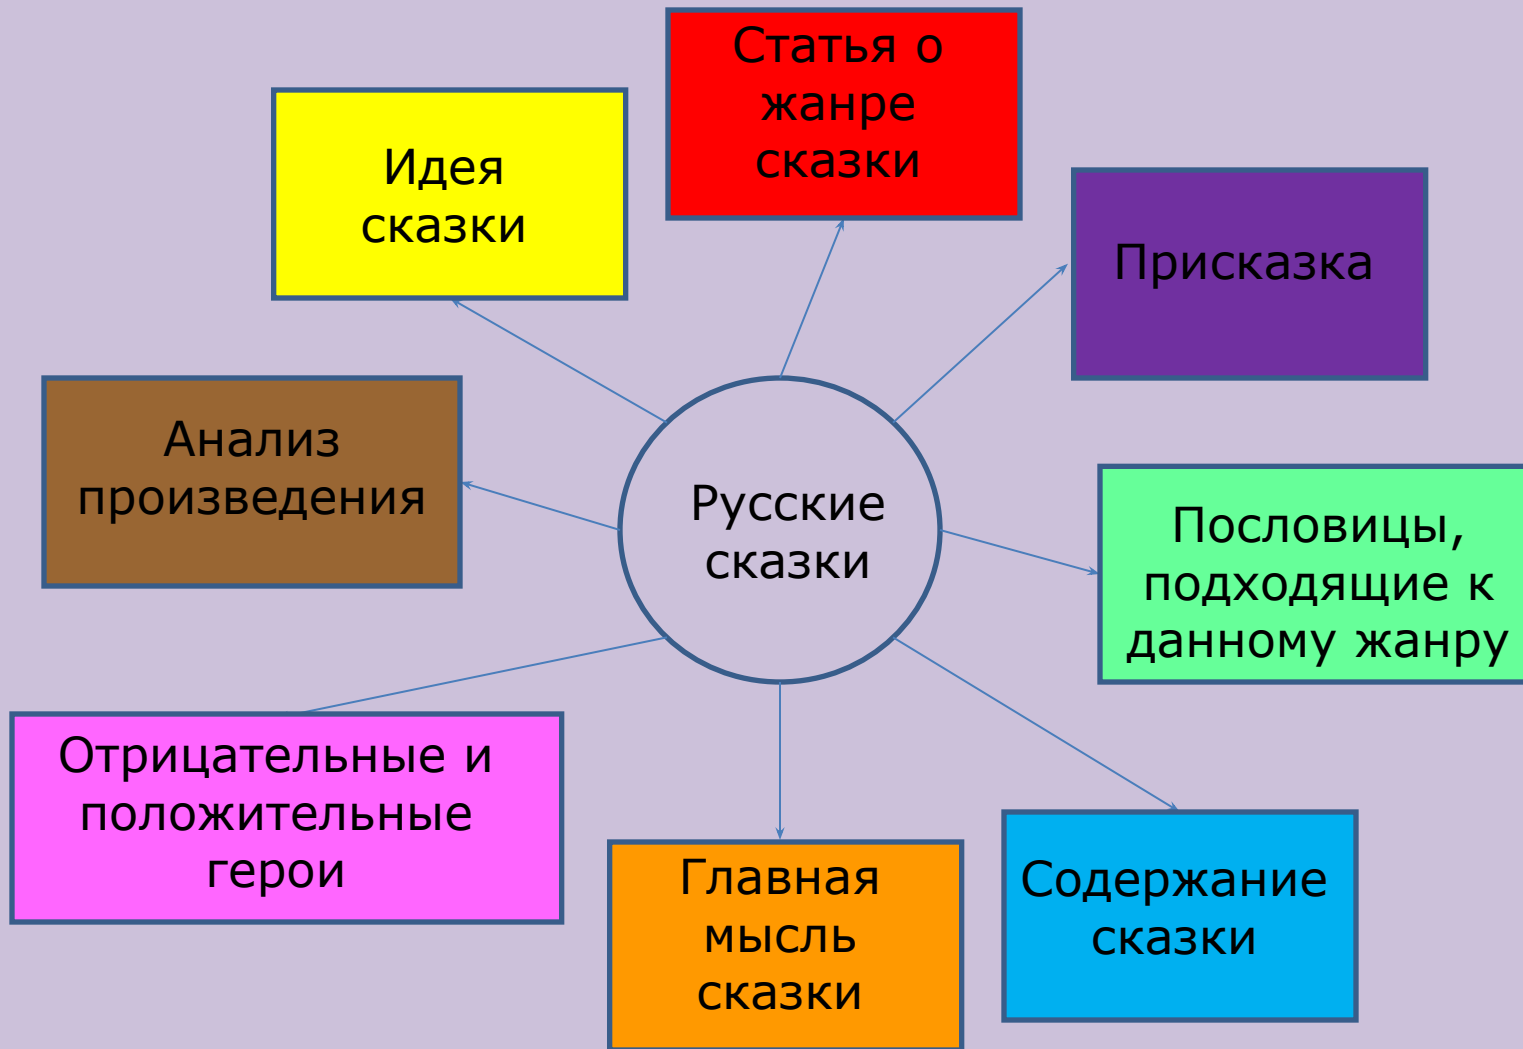 Статья о
жанре
сказки
Идея
сказки
Присказка
Анализ
произведения
Русские
сказки
Пословицы,
подходящие к
данному жанру
Отрицательные и
положительные
герои
Главная
мысль
сказки
Содержание
сказки